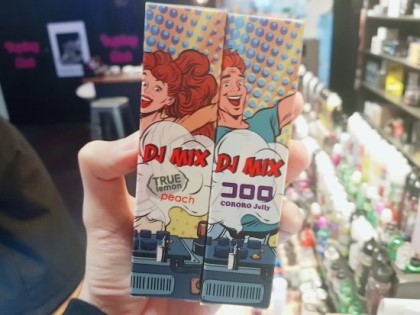 DJ MIX
TRUE
lemon
peach
DJ MIX
コロロ
CORORO Jelly